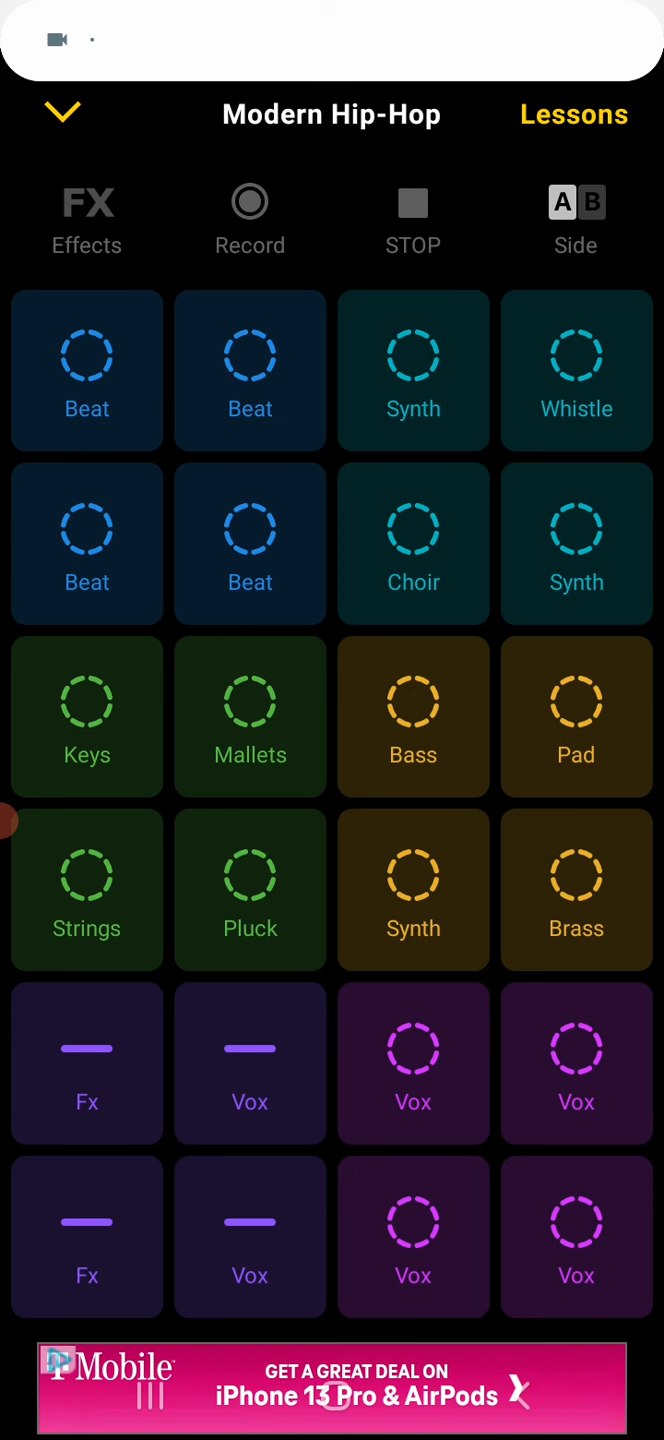 Modern Hip-Hop
Lessons
FX
Effects
Record
STOP
A B
Side
Beat
Beat
Synth
Whistle
Beat
Beat
Choir
Synth
Keys
Mallets
Bass
Pad
Strings
Pluck
Synth
Brass
Fx
Vox
Vox
Vox
Fx
Vox
Vox
Vox
Mobile
GET A GREAT DEAL ON
iPhone 13 Pro & AirPods